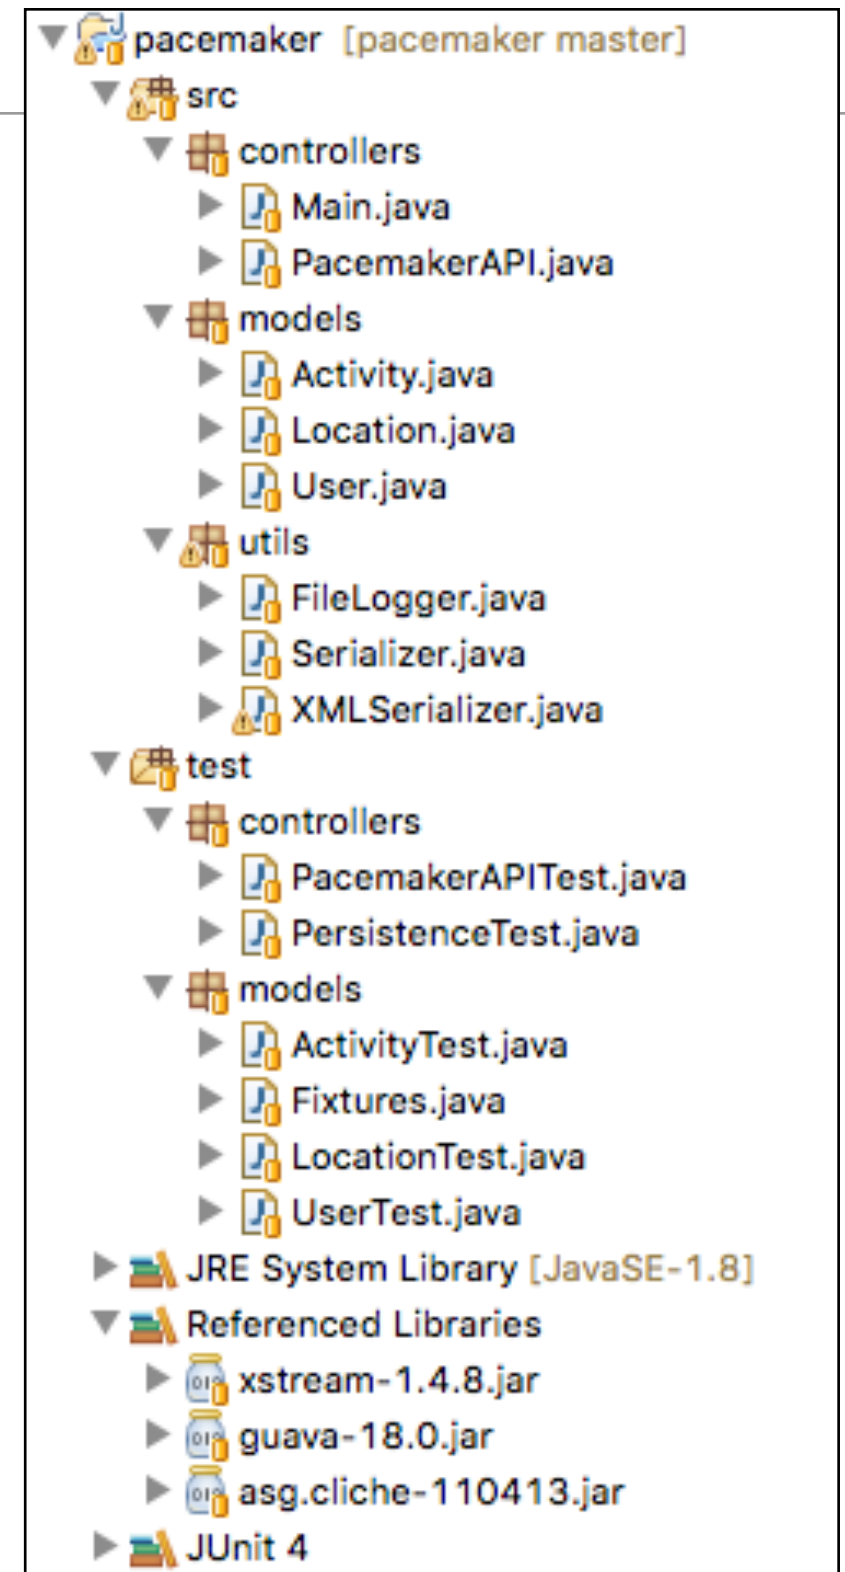 pacemaker [pacemaker master]
src
controllers
Main.java
PacemakerAPI.java
models
Activity.java
Location.java
User.java
utils
FileLogger.java
Serializer.java
XMLSerializer.java
test
controllers
PacemakerAPITest.java
PersistenceTest.java
models
ActivityTest.java
Fixtures.java
LocationTest.java
UserTest.java
JRE System Library [JavaSE-1.8]
Referenced Libraries
xstream-1.4.8.jar
guava-18.0.jar
asg.cliche-110413.jar
JUnit 4